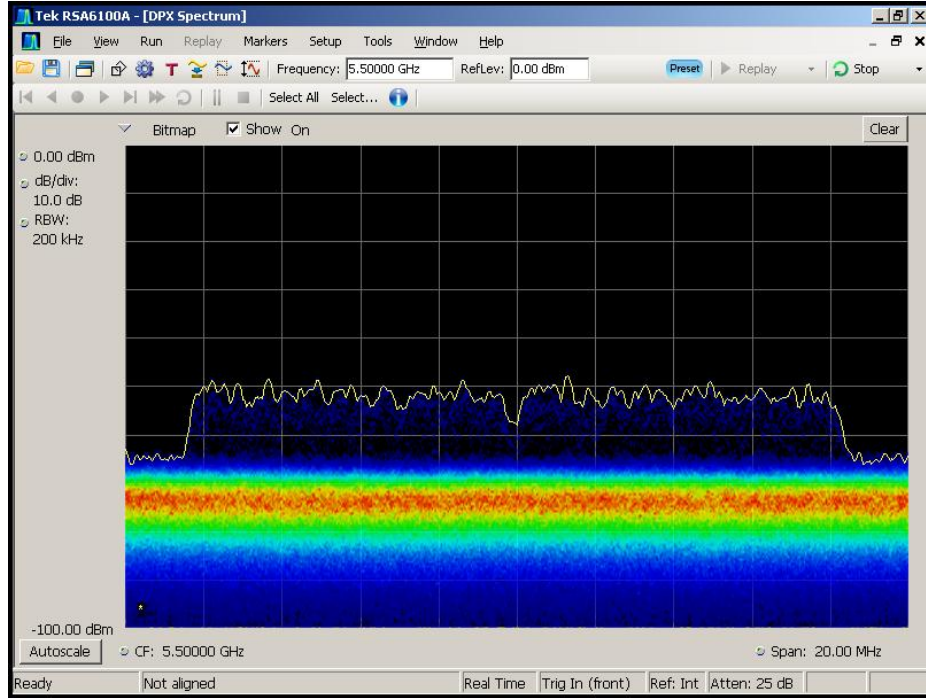 Tek RSA6100A - [DPX Spectrum]
File View Run Replay Markers Setup Tools Window Help
T Frequency: 5.50000 GHz RefLev: 0.00 dBm Preset Replay Stop
Select All Select...
Bitmap Show On Clear
0.00 dBm
dB/div:
10.0 dB
RBW:
200 kHz
-100.00 dBm
Autoscale CF: 5.50000 GHz Span: 20.00 MHz
Ready Not aligned Real Time Trig In (front) Ref: Int Atten: 25 dB